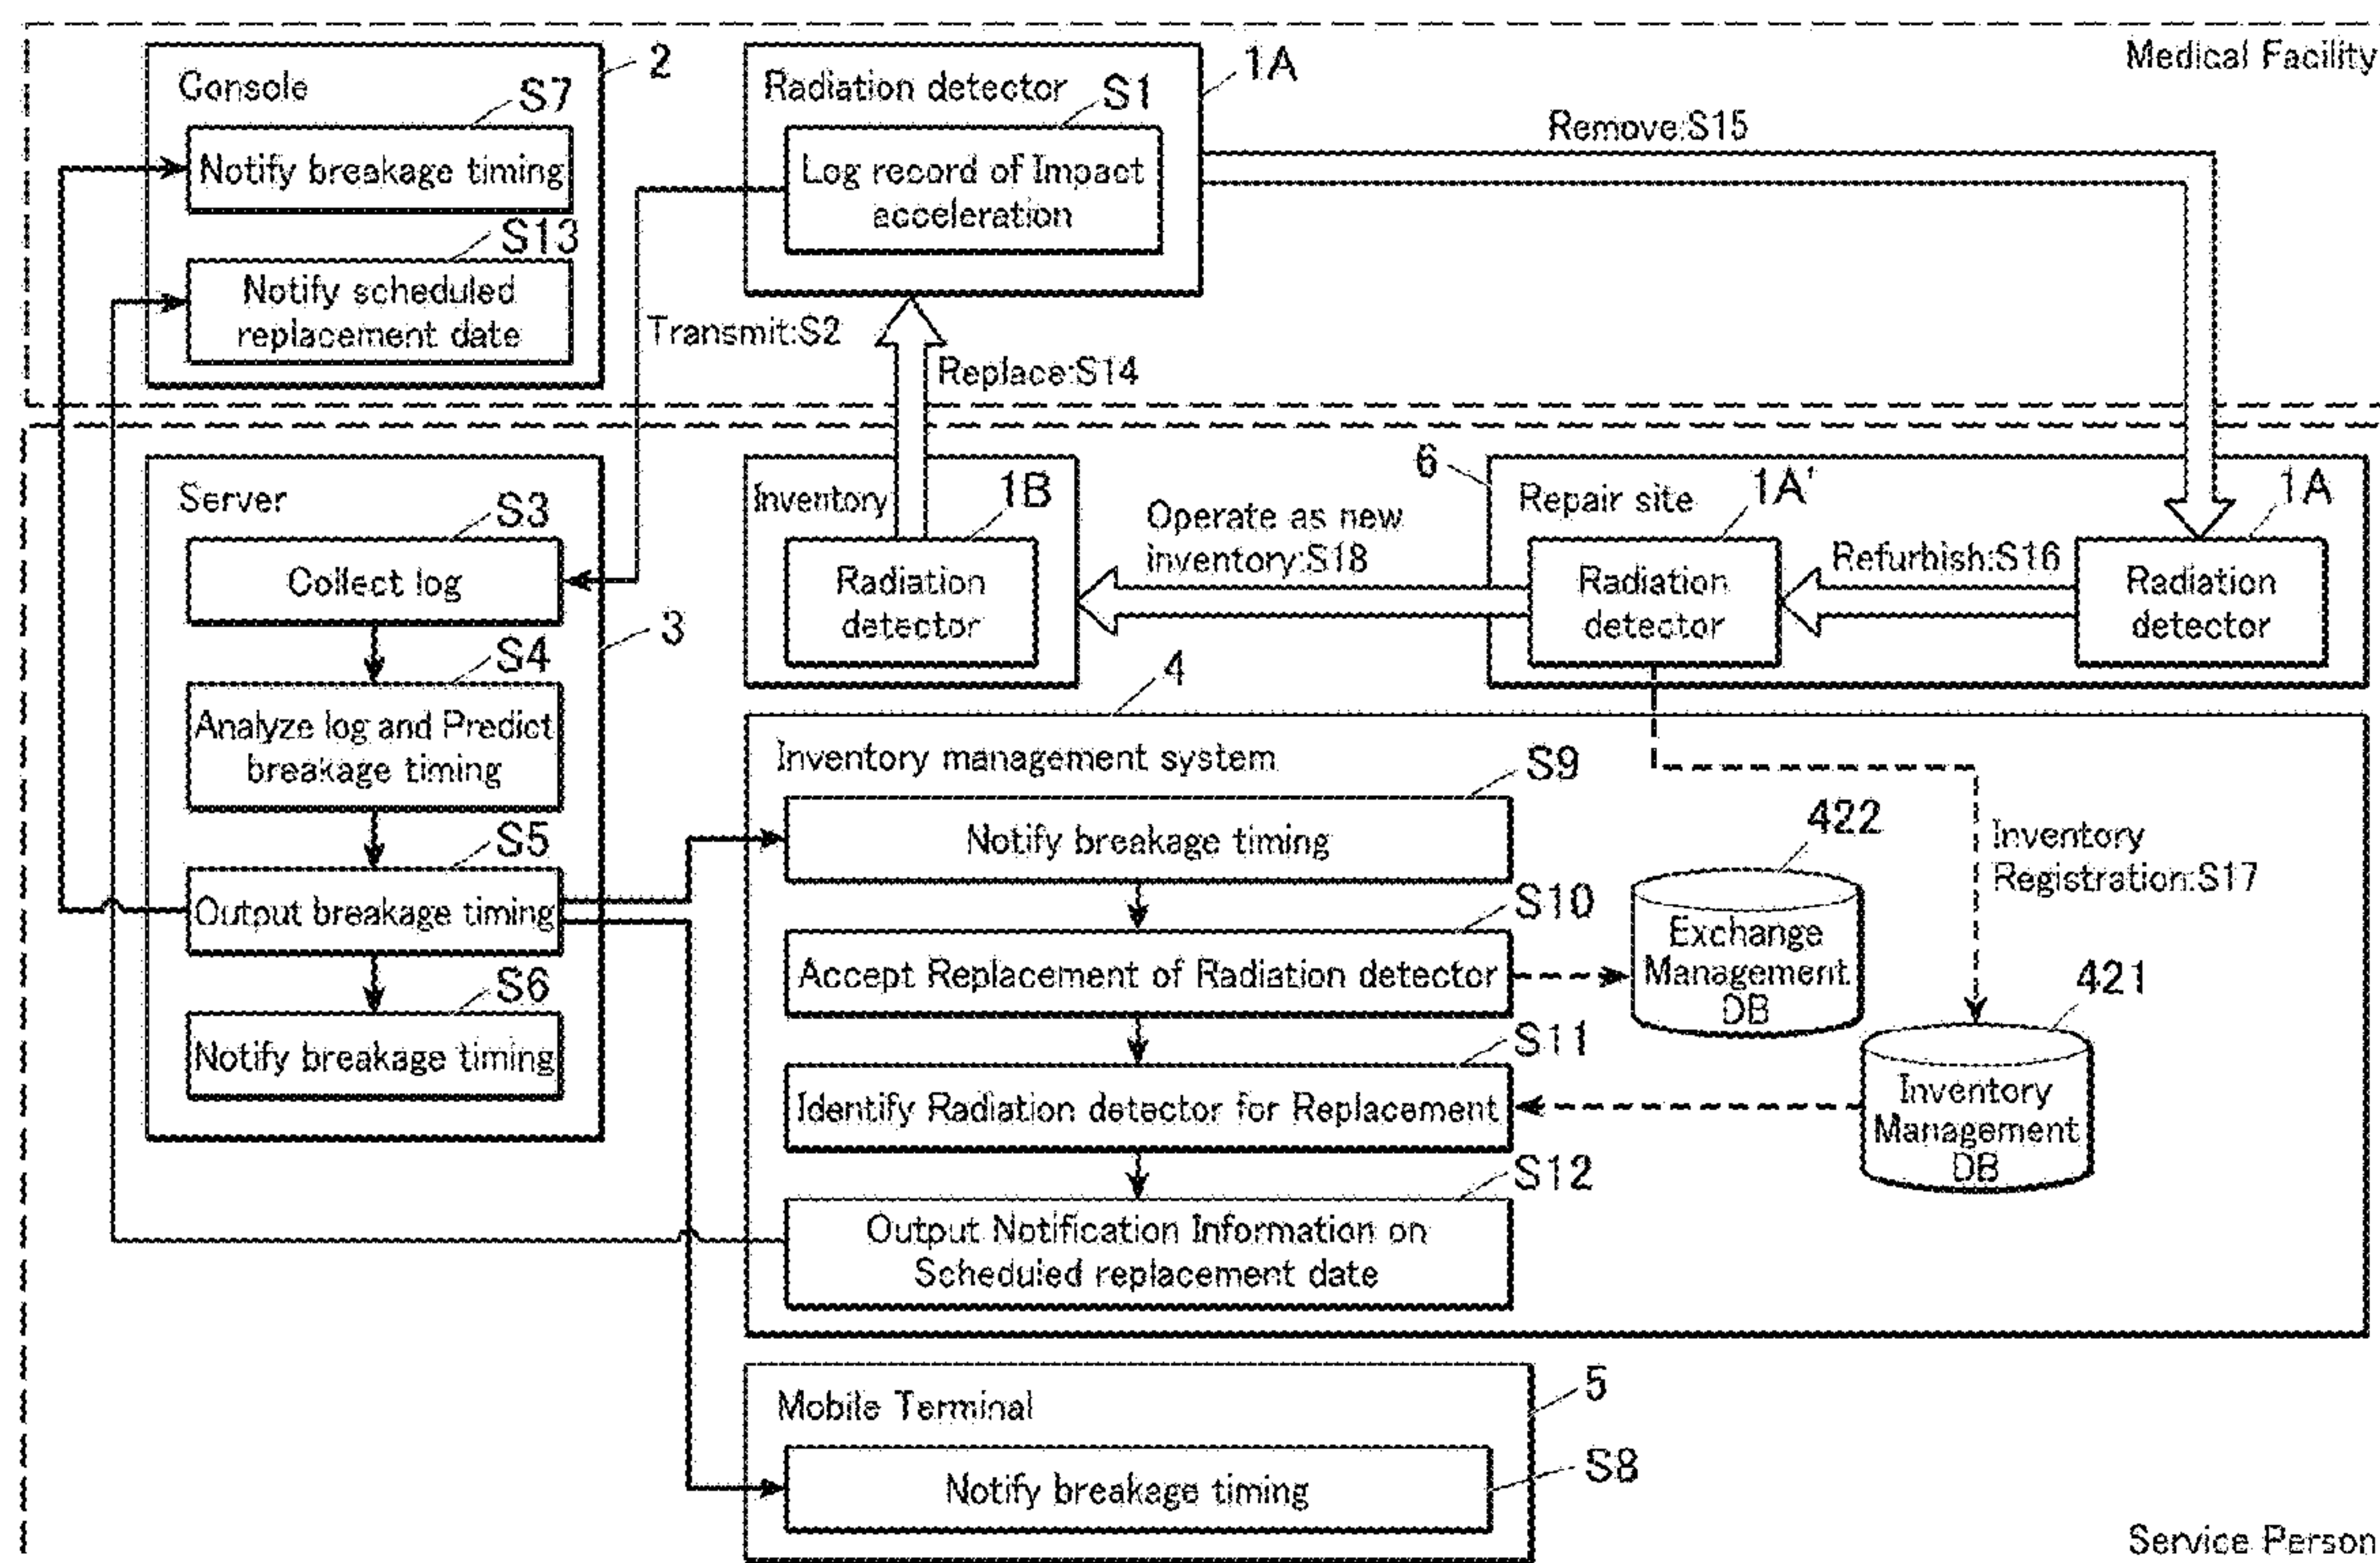 Medical Facility
2
Console
S7
Notify breakage timing
S13
Notify scheduled
replacement date
1A
Radiation detector
S1
Log record of Impact
acceleration
Remove:S15
Transmit:S2
Replace:S14
Server
S3
Collect log
3
S4
Analyze log and Predict
breakage timing
S5
Output breakage timing
S6
Notify breakage timing
Inventory
1B
Radiation
detector
Operate as new
inventory:S18
6
Repair site
1A'
Radiation
detector
Refurbish:S16
1A
Radiation
detector
4
Inventory management system
S9
Notify breakage timing
S10
Accept Replacement of Radiation detector
S11
Identify Radiation detector for Replacement
S12
Output Notification Information on
Scheduled replacement date
422
Exchange
Management
DB
Inventory
Registration:S17
421
Inventory
Management
DB
5
Mobile Terminal
S8
Notify breakage timing
Service Person